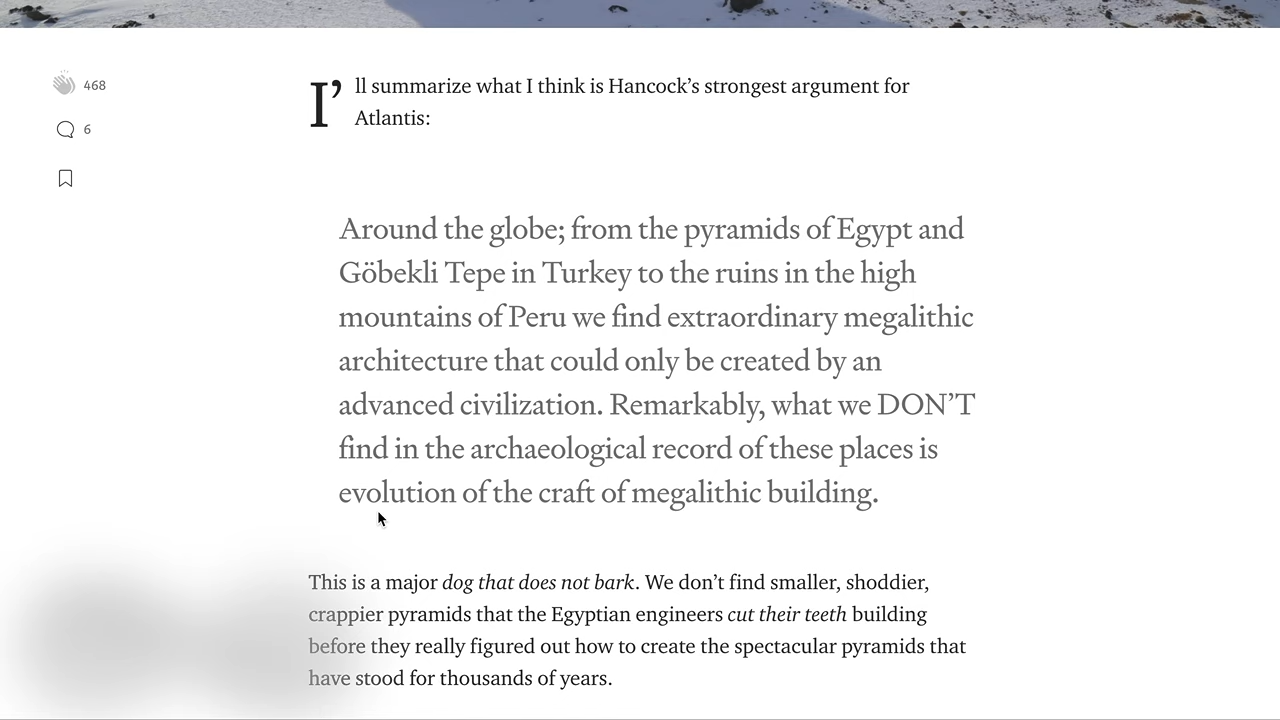 468
6
I’ll summarize what I think is Hancock’s strongest argument for
Atlantis:
Around the globe; from the pyramids of Egypt and
Göbekli Tepe in Turkey to the ruins in the high
mountains of Peru we find extraordinary megalithic
architecture that could only be created by an
advanced civilization. Remarkably, what we DON’T
find in the archaeological record of these places is
evolution of the craft of megalithic building.
This is a major dog that does not bark. We don’t find smaller, shoddier,
crappier pyramids that the Egyptian engineers cut their teeth building
before they really figured out how to create the spectacular pyramids that
have stood for thousands of years.